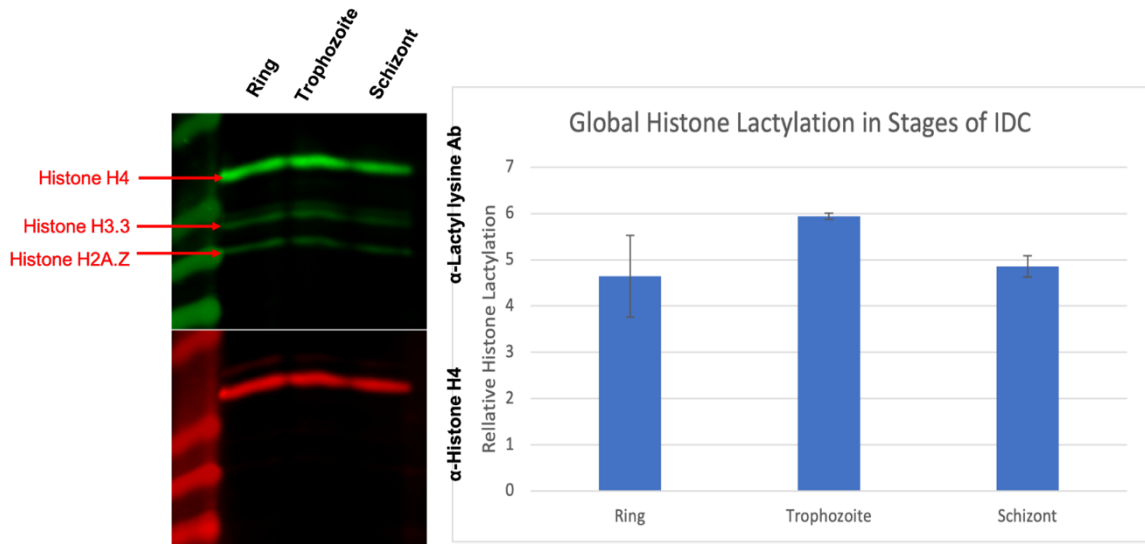 Ring
Trophozoite
Schizont
Histone H4
Histone H3.3
Histone H2A.Z
α-Lactyl lysine Ab
α-Histone H4
Global Histone Lactylation in Stages of IDC
Rellative Histone Lactylation
7
6
5
4
3
2
1
0
Ring
Trophozoite
Schizont